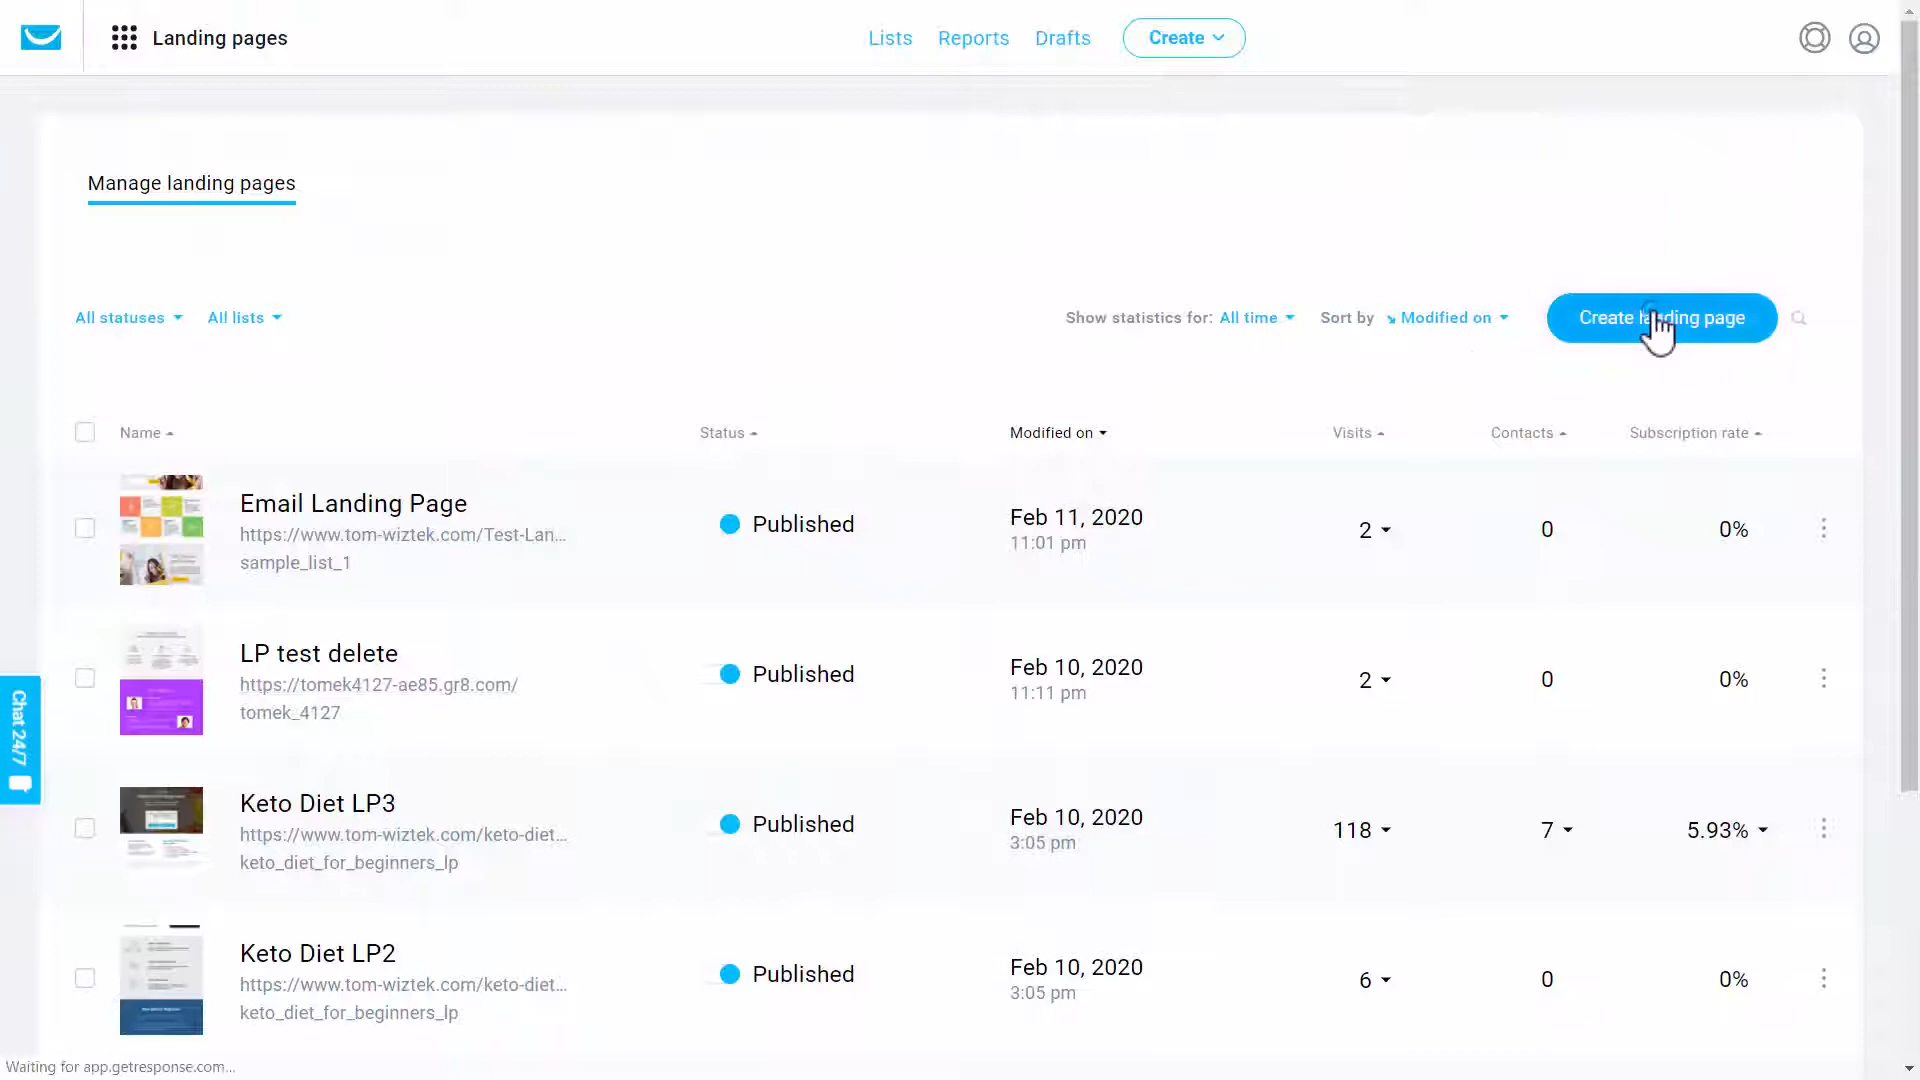 Landing pages
Lists Reports Drafts Create
Manage landing pages
All statuses All lists Show statistics for: All time Sort by Modified on Create landing page
Name Status Modified on Visits Contacts Subscription rate
Email Landing Page
https://www.tom-wiztek.com/Test-Lan...
sample_list_1
Published
Feb 11, 2020
11:01 pm
2 0 0%
LP test delete
https://tomek4127-ae85.gr8.com/
tomek_4127
Published
Feb 10, 2020
11:11 pm
2 0 0%
Chat 24/7
Keto Diet LP3
https://www.tom-wiztek.com/keto-diet...
keto_diet_for_beginners_lp
Published
Feb 10, 2020
3:05 pm
118 7 5.93%
Keto Diet LP2
https://www.tom-wiztek.com/keto-diet...
keto_diet_for_beginners_lp
Published
Feb 10, 2020
3:05 pm
6 0 0%
Waiting for app.getresponse.com...